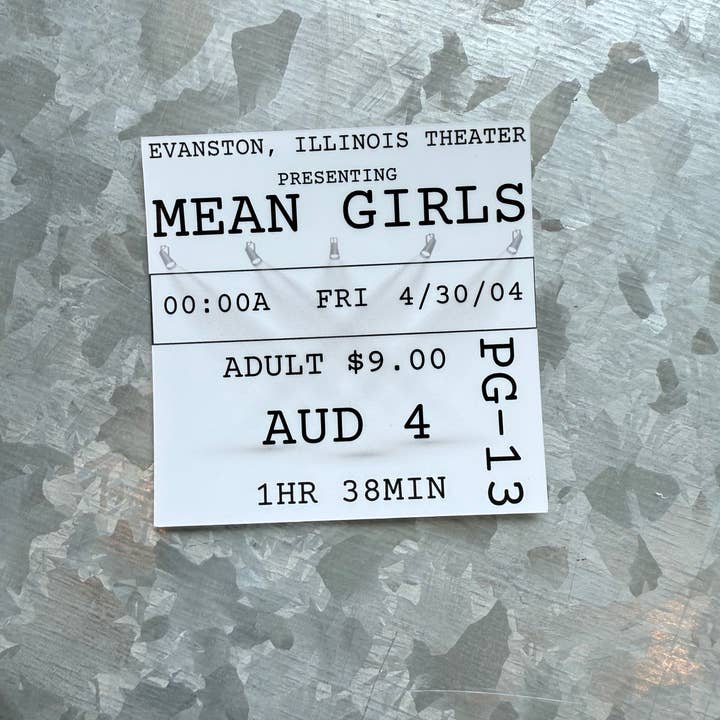 EVANSTON, ILLINOIS THEATER
PRESENTING
MEAN GIRLS
00:00A FRI 4/30/04
ADULT $9.00
AUD 4
1HR 38MIN
PG-13